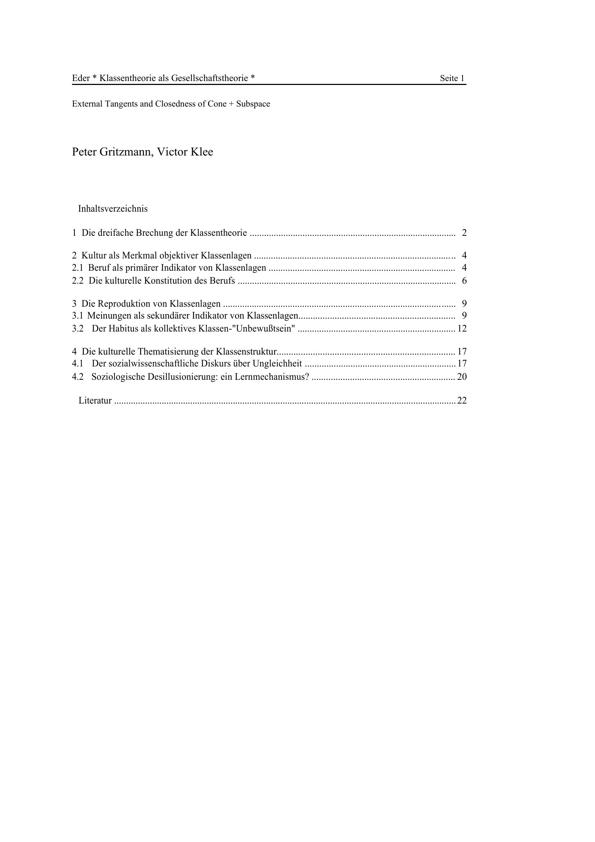 Eder * Klassentheorie als Gesellschaftstheorie * Seite 1
External Tangents and Closedness of Cone + Subspace
Peter Gritzmann, Victor Klee
Inhaltsverzeichnis
1 Die dreifache Brechung der Klassentheorie ................................................................................... 2
2 Kultur als Merkmal objektiver Klassenlagen ................................................................................. 4
2.1 Beruf als primärer Indikator von Klassenlagen ........................................................................... 4
2.2 Die kulturelle Konstitution des Berufs ........................................................................................ 6
3 Die Reproduktion von Klassenlagen .............................................................................................. 9
3.1 Meinungen als sekundärer Indikator von Klassenlagen............................................................... 9
3.2 Der Habitus als kollektives Klassen-"Unbewußtsein" ................................................................ 12
4 Die kulturelle Thematisierung der Klassenstruktur........................................................................ 17
4.1 Der sozialwissenschaftliche Diskurs über Ungleichheit ............................................................. 17
4.2 Soziologische Desillusionierung: ein Lernmechanismus? .......................................................... 20
Literatur ........................................................................................................................................... 22